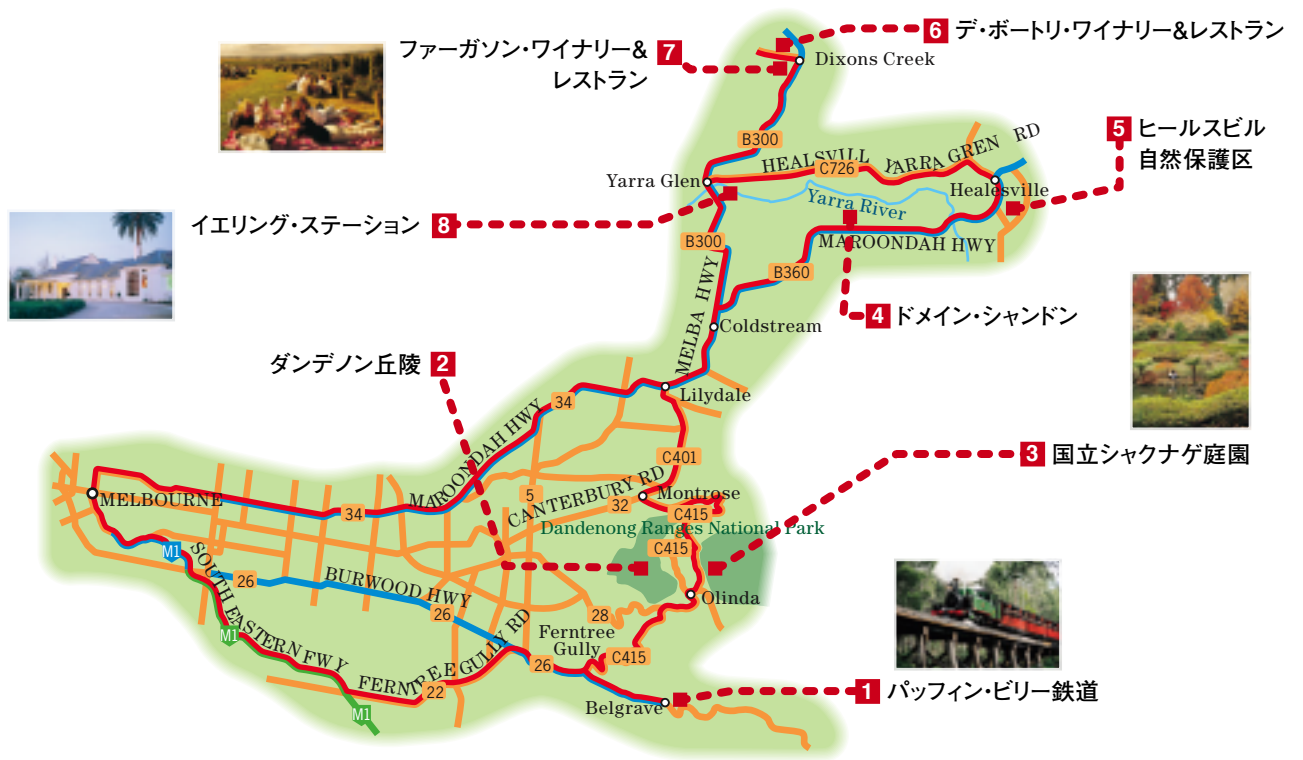 6 デ・ボートリ・ワイナリー&レストラン
ファーガソン・ワイナリー& 7
レストラン
Dixons Creek
5 ヒールスビル
自然保護区
B300
HEALSVILL YARRA GREN RD
C726
Yarra Glen
Healesville
Yarra River
イエリング・ステーション 8
B300
MAROONDAH HWY
B360
MELBA HWY
4 ドメイン・シャンドン
Coldstream
ダンデノン丘陵 2
Lilydale
34
MAROONDAH HWY
C401
3 国立シャクナゲ庭園
CANTERBURY RD
5
32
Montrose
MELBOURNE
34
C415
Dandenong Ranges National Park
C415
M1
SOUTH EASTERN FWY
26
BURWOOD HWY
26
Olinda
28
Ferntree
Gully
M1
C415
26
FERNTREE GULLY RD
22
1 パッフィン・ビリー鉄道
Belgrave
M1